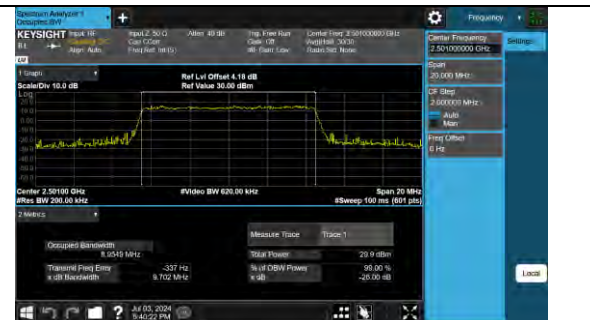 Spectrum Analyzer 1
Occupied BW
+
Frequency
KEYSIGHT Input: RF
Align: Auto
Input Z: 50 Ω
Atten: 40 dB
Trig: Free Run
Center Freq: 2.501000000 GHz
Avg|Hold: 30/30
Radio Std: None
Center Frequency
2.501000000 GHz
Settings
Span
20.000 MHz
CF Step
2.000000 MHz
Auto
Man
Freq Offset
0 Hz
1 Graph
Scale/Div 10.0 dB
Ref Lvl Offset 4.18 dB
Ref Value 30.00 dBm
Log
Center 2.50100 GHz
#Res BW 200.00 kHz
#Video BW 620.00 kHz
Span 20 MHz
#Sweep 100 ms (601 pts)
2 Metrics
Measure Trace
Trace 1
Occupied Bandwidth
8.9549 MHz
Total Power
29.9 dBm
Transmit Freq Error
-337 Hz
% of OBW Power
99.00 %
x dB Bandwidth
9.702 MHz
x dB
-26.00 dB
Local
?
Jul 03, 2024
5:40:22 PM